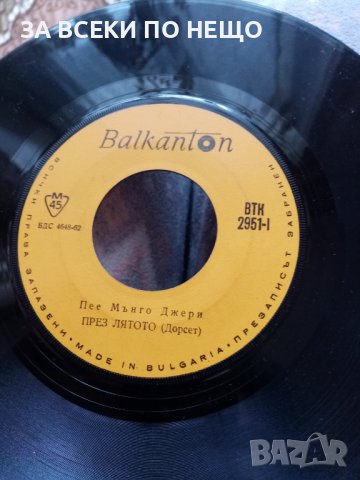 ЗА ВСЕКИ ПО НЕЩО
Balkanton
М
45
БДС 4648-62
ВТК
2951-I
Пее Мънго Джери
ПРЕЗ ЛЯТОТО (Дорсет)
ВСИЧКИ ПРАВА ЗАПАЗЕНИ • MADE IN BULGARIA • ПРЕЗАПИСЪТ ЗАБРАНЕН
BAZAR